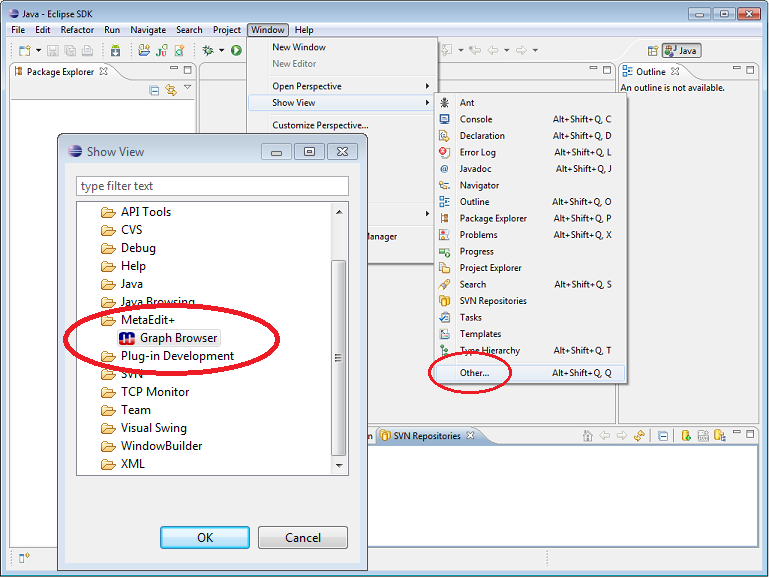 Java - Eclipse SDK
File Edit Refactor Run Navigate Search Project Window Help
Java
Package Explorer
New Window
New Editor
Open Perspective
Show View
Customize Perspective...
Manager
Ant
Console Alt+Shift+Q, C
Declaration Alt+Shift+Q, D
Error Log Alt+Shift+Q, L
Javadoc Alt+Shift+Q, J
Navigator
Outline Alt+Shift+Q, O
Package Explorer Alt+Shift+Q, P
Problems Alt+Shift+Q, X
Progress
Project Explorer
Search Alt+Shift+Q, S
SVN Repositories
Tasks
Templates
Type Hierarchy Alt+Shift+Q, T
Other... Alt+Shift+Q, Q
Outline
An outline is not available.
Show View
type filter text
API Tools
CVS
Debug
Help
Java
Java Browsing
MetaEdit+
Graph Browser
Plug-in Development
SVN
TCP Monitor
Team
Visual Swing
WindowBuilder
XML
OK Cancel
n SVN Repositories